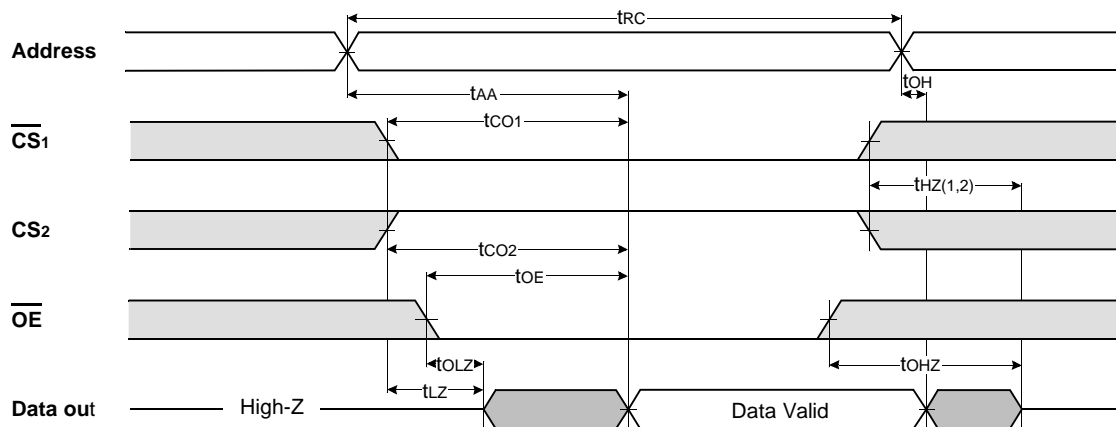 tRC
Address
tOH
tAA
tCO1
CS1
tHZ(1,2)
CS2
tCO2
tOE
OE
tOLZ
tOHZ
tLZ
Data out
High-Z
Data Valid